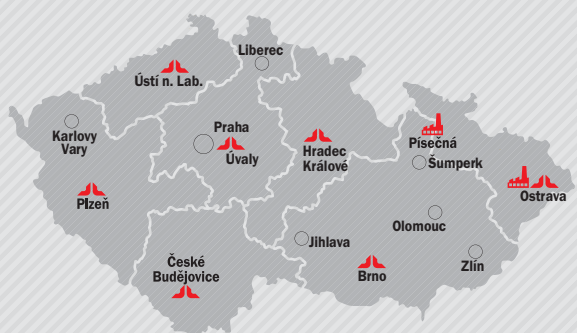 Liberec
Ústí n. Lab.
Karlovy
Vary
Praha
Úvaly
Hradec
Králové
Písečná
Šumperk
Plzeň
Ostrava
Olomouc
Jihlava
České
Budějovice
Brno
Zlín